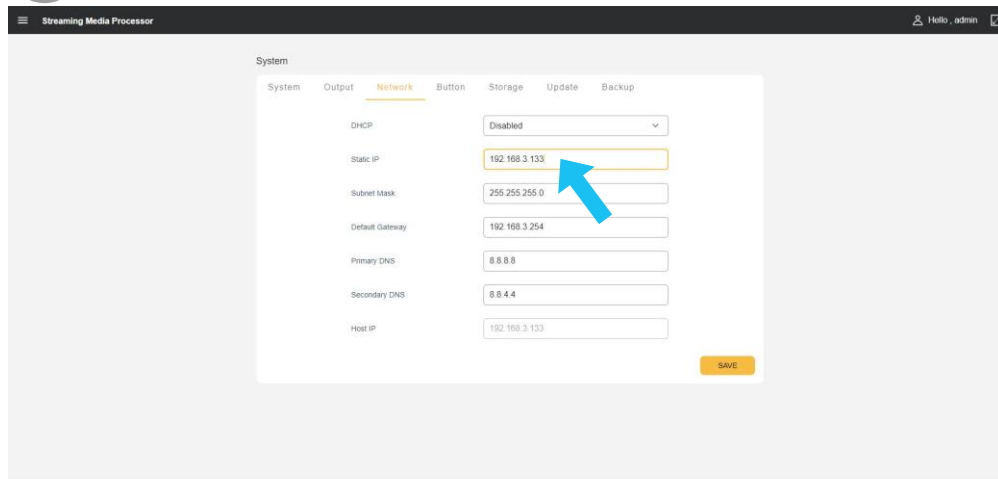 Streaming Media Processor Hello , admin
System
System Output Network Button Storage Update Backup
DHCP Disabled
Static IP 192.168.3.133
Subnet Mask 255.255.255.0
Default Gateway 192.168.3.254
Primary DNS 8.8.8.8
Secondary DNS 8.8.4.4
Host IP 192.168.3.133
SAVE